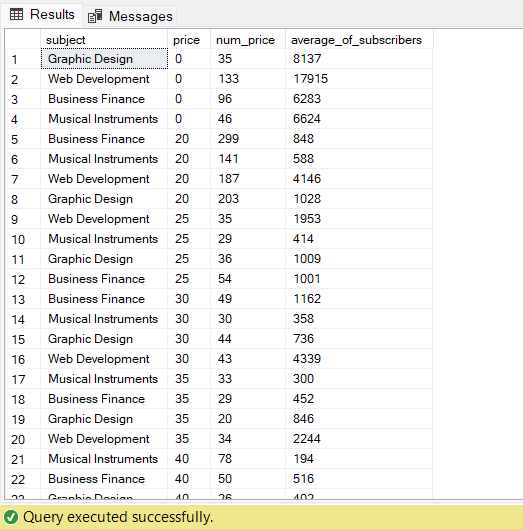 Results Messages
subject price num_price average_of_subscribers
1 Graphic Design 0 35 8137
2 Web Development 0 133 17915
3 Business Finance 0 96 6283
4 Musical Instruments 0 46 6624
5 Business Finance 20 299 848
6 Musical Instruments 20 141 588
7 Web Development 20 187 4146
8 Graphic Design 20 203 1028
9 Web Development 25 35 1953
10 Musical Instruments 25 29 414
11 Graphic Design 25 36 1009
12 Business Finance 25 54 1001
13 Business Finance 30 49 1162
14 Musical Instruments 30 30 358
15 Graphic Design 30 44 736
16 Web Development 30 43 4339
17 Musical Instruments 35 33 300
18 Business Finance 35 29 452
19 Graphic Design 35 20 846
20 Web Development 35 34 2244
21 Musical Instruments 40 78 194
22 Business Finance 40 50 516
23 Graphic Design 40 26 402
Query executed successfully.